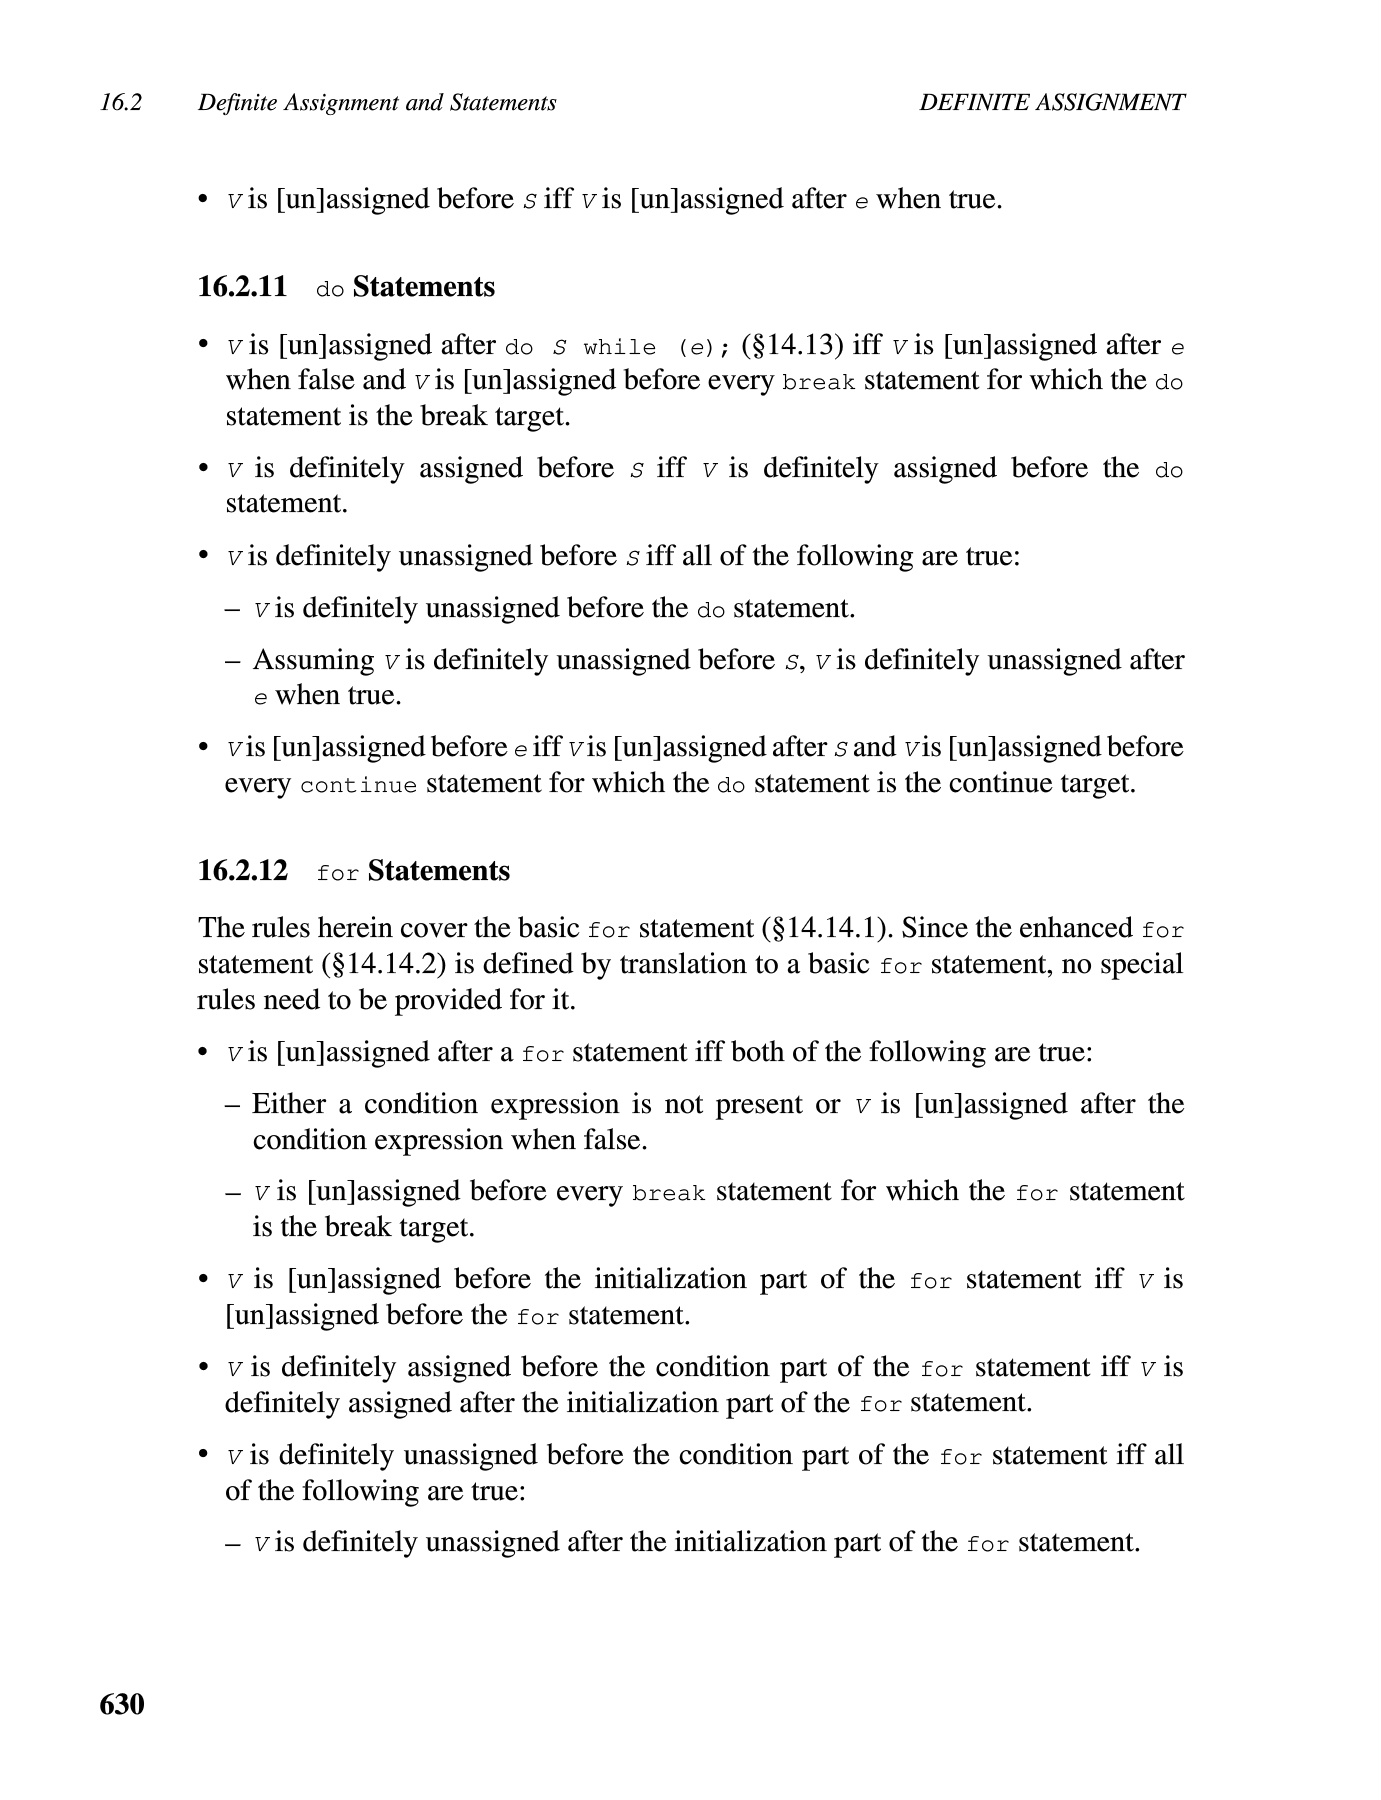 16.2 Definite Assignment and Statements DEFINITE ASSIGNMENT
• V is [un]assigned before S iff V is [un]assigned after e when true.
16.2.11 do Statements
• V is [un]assigned after do S while (e); (§14.13) iff V is [un]assigned after e
when false and V is [un]assigned before every break statement for which the do
statement is the break target.
• V is definitely assigned before S iff V is definitely assigned before the do
statement.
• V is definitely unassigned before S iff all of the following are true:
– V is definitely unassigned before the do statement.
– Assuming V is definitely unassigned before S, V is definitely unassigned after
e when true.
• V is [un]assigned before e iff V is [un]assigned after S and V is [un]assigned before
every continue statement for which the do statement is the continue target.
16.2.12 for Statements
The rules herein cover the basic for statement (§14.14.1). Since the enhanced for
statement (§14.14.2) is defined by translation to a basic for statement, no special
rules need to be provided for it.
• V is [un]assigned after a for statement iff both of the following are true:
– Either a condition expression is not present or V is [un]assigned after the
condition expression when false.
– V is [un]assigned before every break statement for which the for statement
is the break target.
• V is [un]assigned before the initialization part of the for statement iff V is
[un]assigned before the for statement.
• V is definitely assigned before the condition part of the for statement iff V is
definitely assigned after the initialization part of the for statement.
• V is definitely unassigned before the condition part of the for statement iff all
of the following are true:
– V is definitely unassigned after the initialization part of the for statement.
630